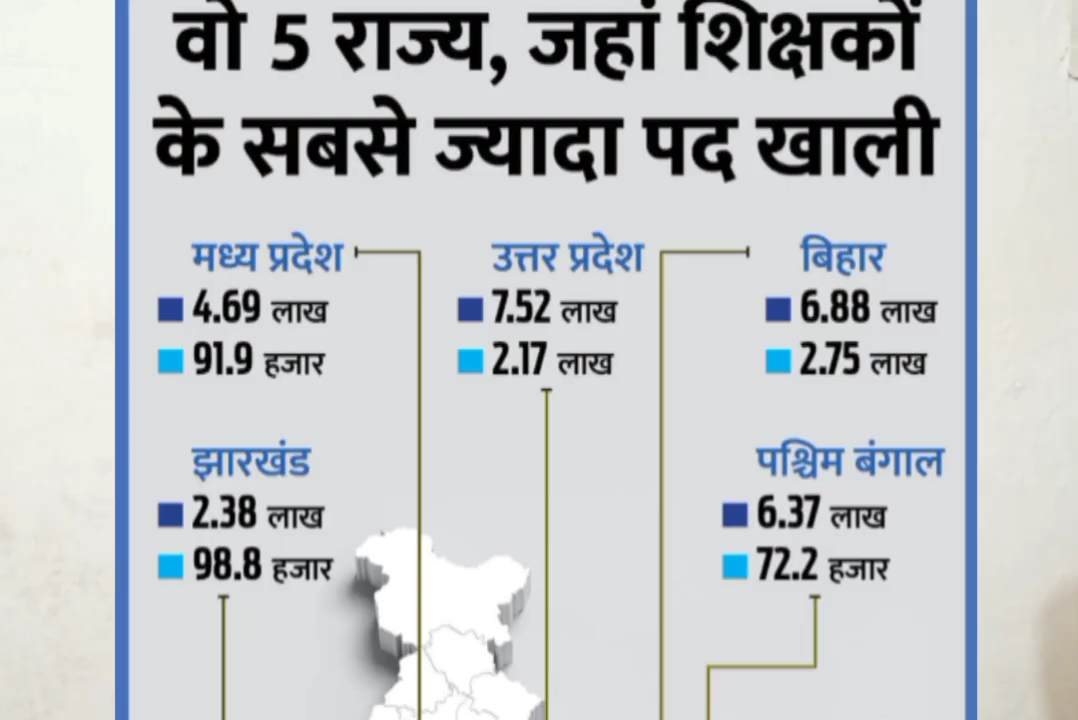 वो 5 राज्य, जहां शिक्षकों
के सबसे ज्यादा पद खाली
मध्य प्रदेश
4.69 लाख
91.9 हजार
उत्तर प्रदेश
7.52 लाख
2.17 लाख
बिहार
6.88 लाख
2.75 लाख
झारखंड
2.38 लाख
98.8 हजार
पश्चिम बंगाल
6.37 लाख
72.2 हजार